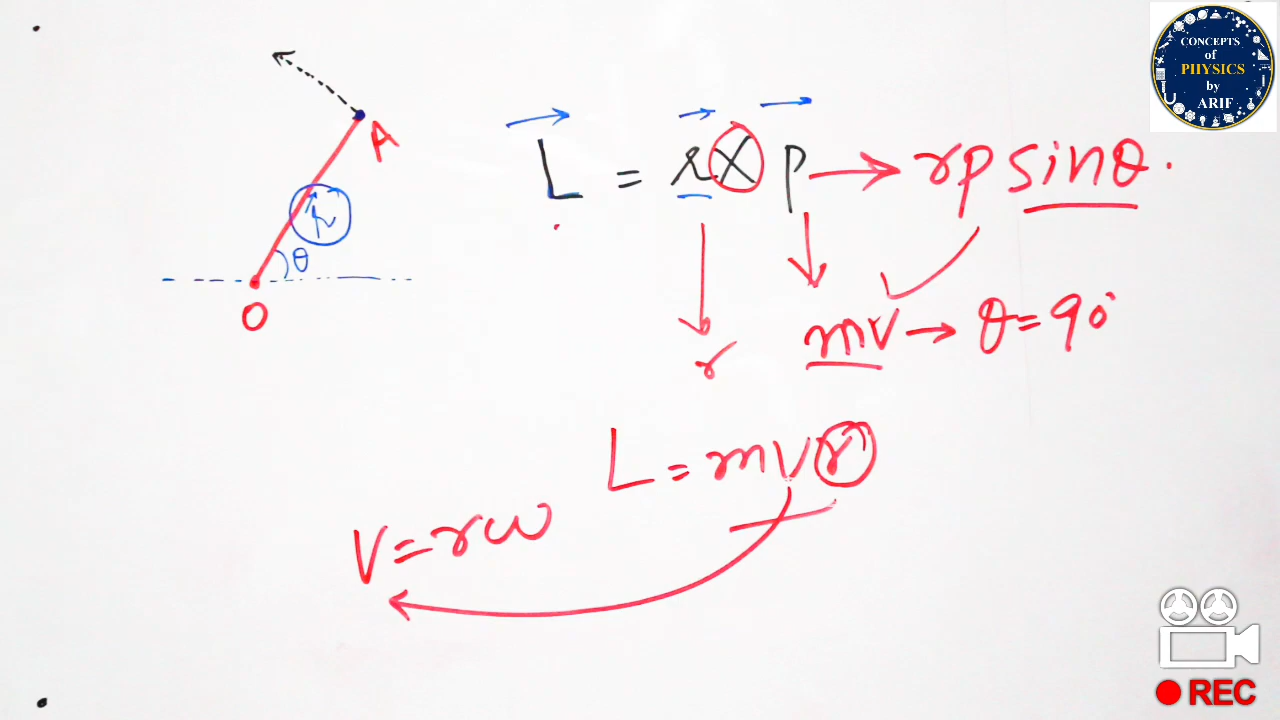 CONCEPTS
of
PHYSICS
by
ARIF
A
r
θ
O
L = r X p → rp sinθ.
r
mv → θ = 90°
L = mvr
V = rω
REC